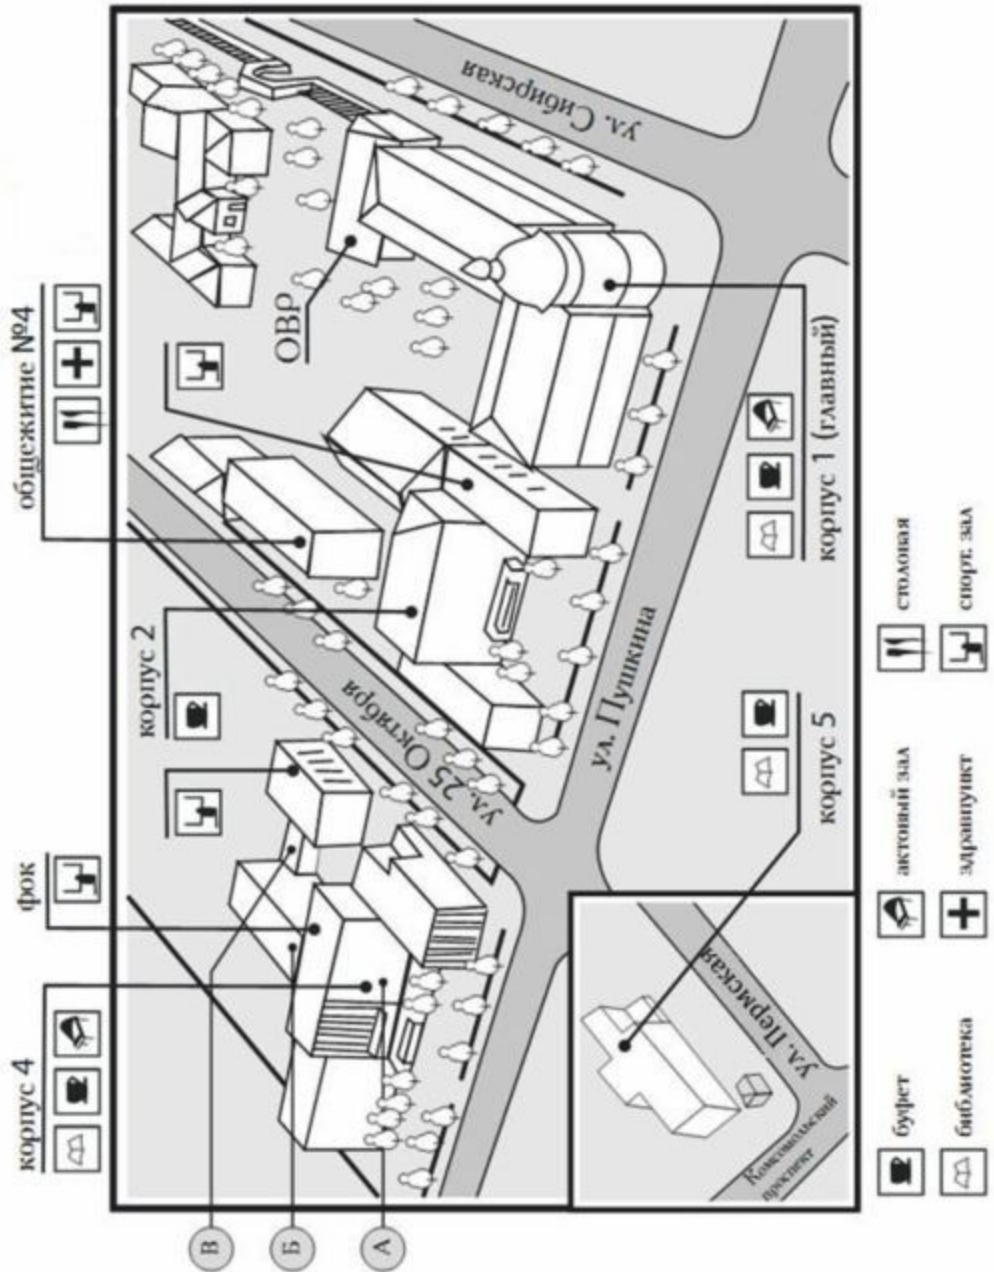 корпус 4
фок
корпус 2
общежитие №4
В
Б
А
ОВР
ул. Сибирская
ул. 25 Октября
ул. Пушкина
корпус 5
корпус 1 (главный)
ул. Пермская
Комсомольский
проспект
буфет
актовый зал
столовая
библиотека
здравпункт
спорт. зал